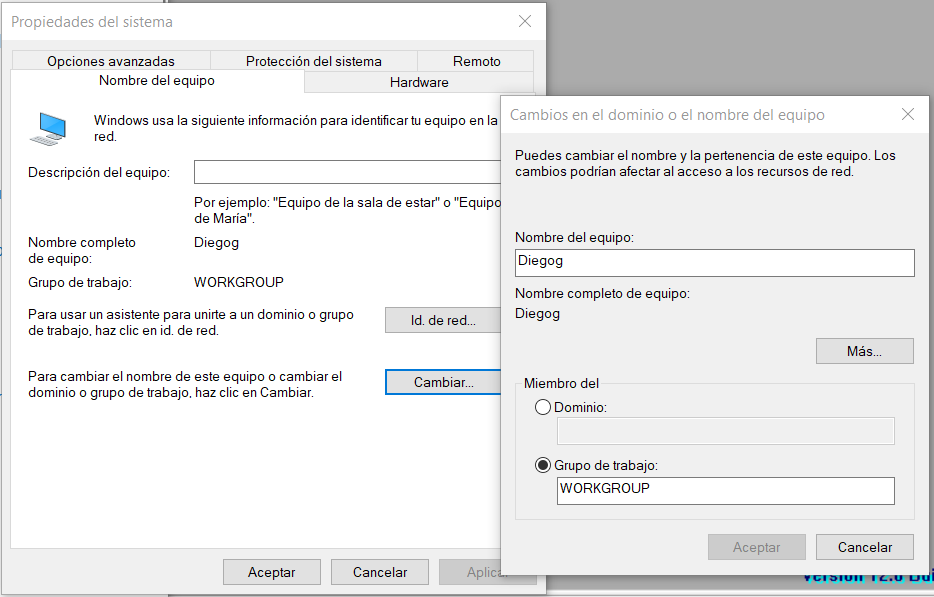 Propiedades del sistema
Opciones avanzadas
Protección del sistema
Remoto
Nombre del equipo
Hardware
Windows usa la siguiente información para identificar tu equipo en la
red.
Descripción del equipo:
Por ejemplo: "Equipo de la sala de estar" o "Equipo
de María".
Nombre completo
de equipo:
Diegog
Grupo de trabajo:
WORKGROUP
Para usar un asistente para unirte a un dominio o grupo
de trabajo, haz clic en id. de red.
Id. de red...
Para cambiar el nombre de este equipo o cambiar el
dominio o grupo de trabajo, haz clic en Cambiar.
Cambiar...
Aceptar
Cancelar
Aplica
Cambios en el dominio o el nombre del equipo
Puedes cambiar el nombre y la pertenencia de este equipo. Los
cambios podrían afectar al acceso a los recursos de red.
Nombre del equipo:
Diegog
Nombre completo de equipo:
Diegog
Más...
Miembro del
Dominio:
Grupo de trabajo:
WORKGROUP
Aceptar
Cancelar